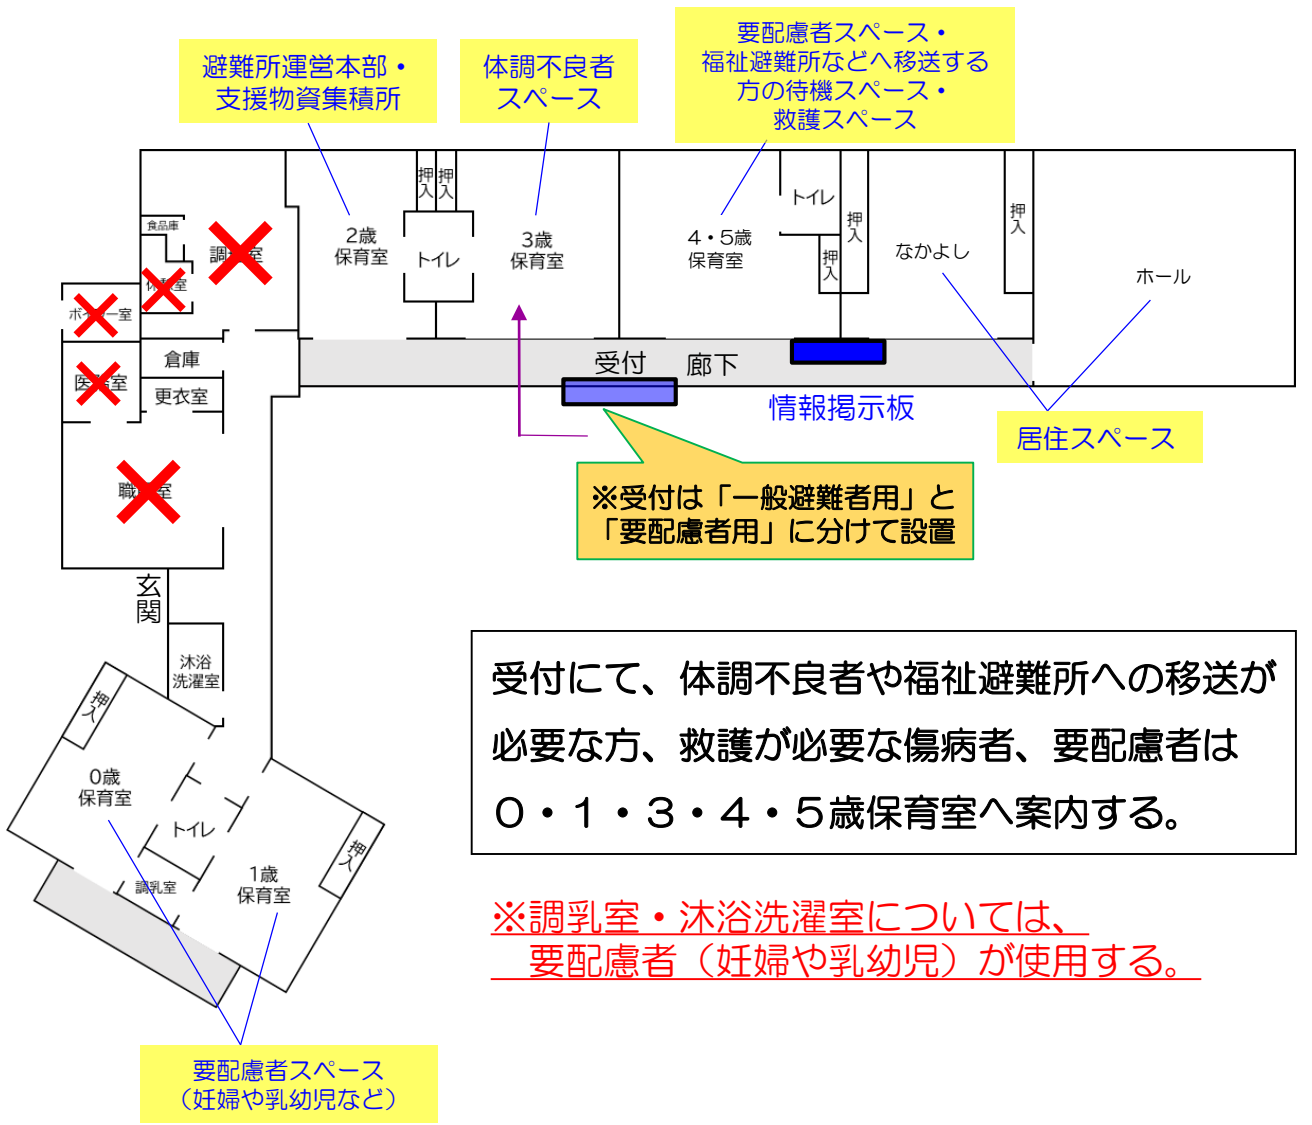 避難所運営本部・
支援物資集積所
体調不良者
スペース
要配慮者スペース・
福祉避難所などへ移送する
方の待機スペース・
救護スペース
食品庫
押入
押入
2歳
保育室
トイレ
3歳
保育室
4・5歳
保育室
トイレ
押入
押入
なかよし
押入
ホール
倉庫
更衣室
受付
廊下
情報掲示板
居住スペース
※受付は「一般避難者用」と
「要配慮者用」に分けて設置
玄関
沐浴
洗濯室
押入
0歳
保育室
トイレ
調乳室
1歳
保育室
押入
受付にて、体調不良者や福祉避難所への移送が
必要な方、救護が必要な傷病者、要配慮者は
０・１・３・４・５歳保育室へ案内する。
※調乳室・沐浴洗濯室については、
要配慮者（妊婦や乳幼児）が使用する。
要配慮者スペース
（妊婦や乳幼児など）